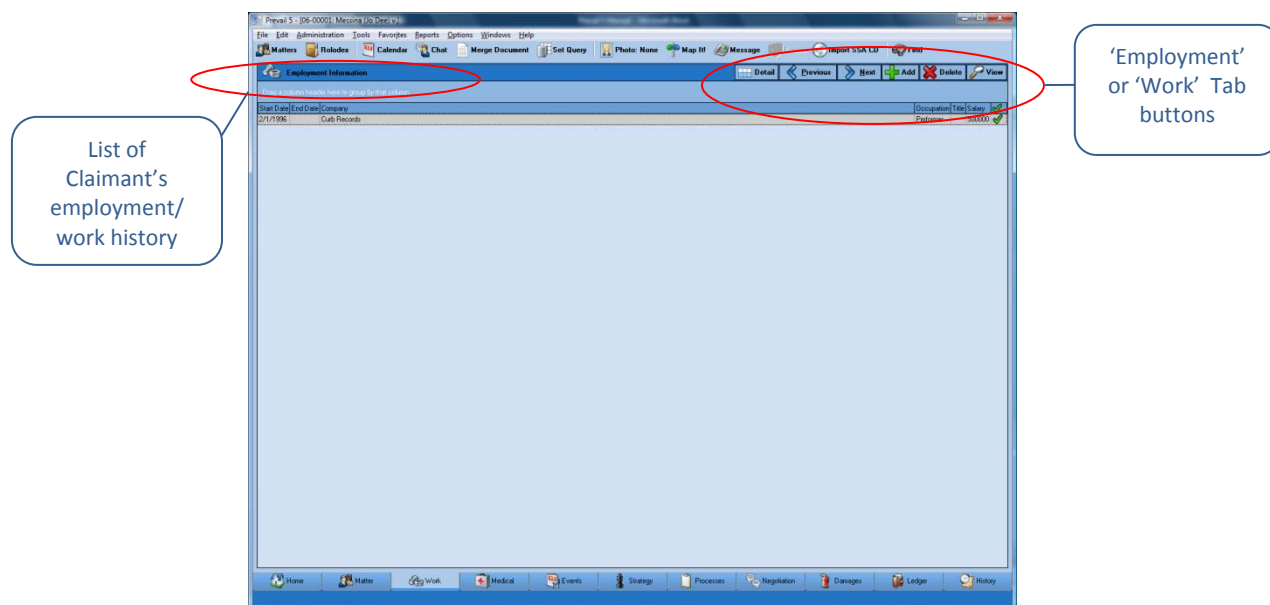 Prevail 5 - [06-00001: Messina (Jo Dee) v.]
File Edit Administration Tools Favorites Reports Options Windows Help
Matters Rolodex Calendar Chat Merge Document Set Query Photo: None Map It! Message Import SSA CD Find
Employment Information Detail Previous Next Add Delete View
Drag a column header here to group by that column
Start Date End Date Company Occupation Title Salary
2/1/1996 Curb Records Performer 500000
List of
Claimant’s
employment/
work history
‘Employment’
or ‘Work’ Tab
buttons
Home Matter Work Medical Events Strategy Processes Negotiation Damages Ledger History